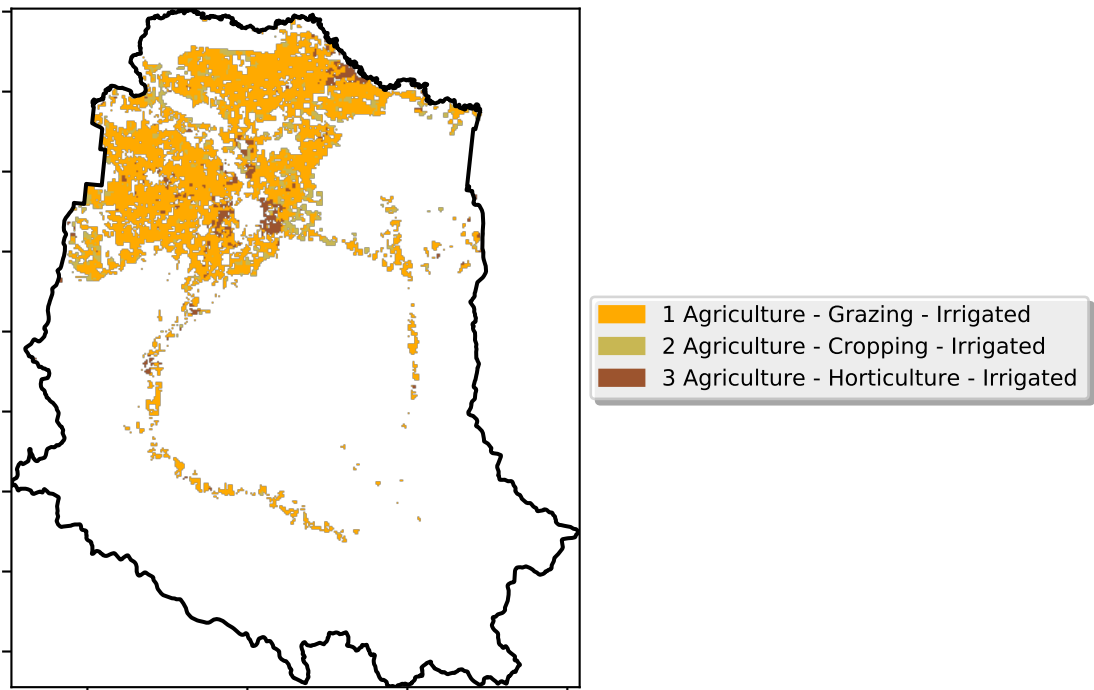 1 Agriculture - Grazing - Irrigated
2 Agriculture - Cropping - Irrigated
3 Agriculture - Horticulture - Irrigated